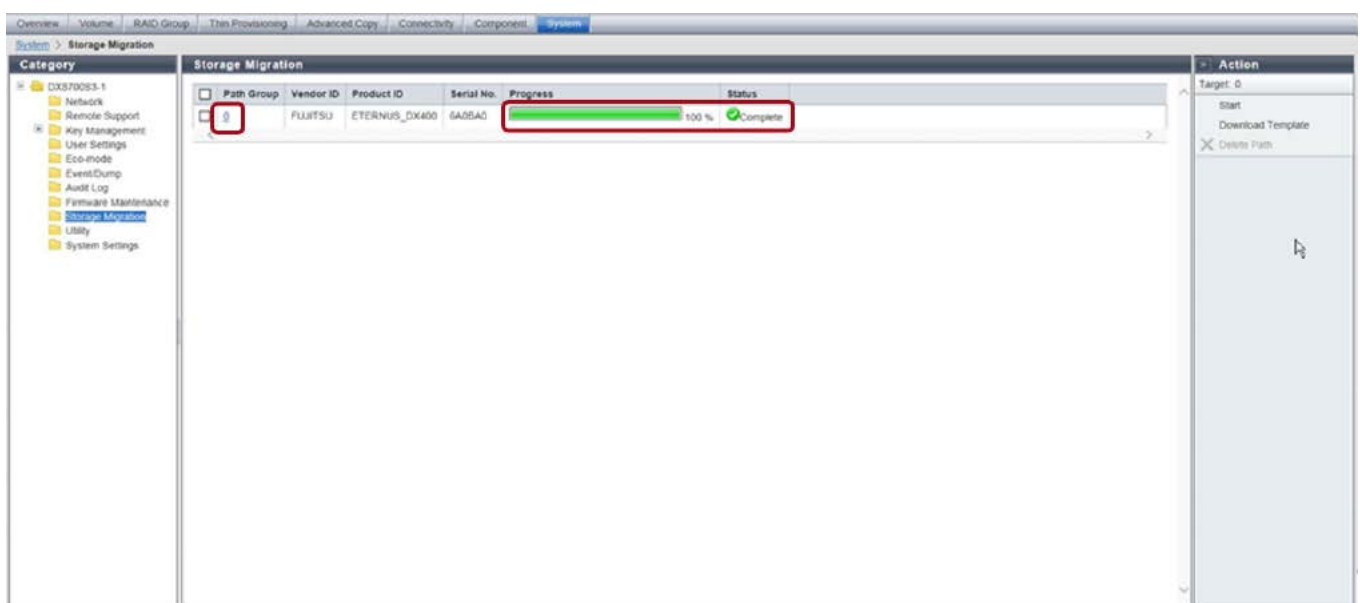 Overview Volume RAID Group Thin Provisioning Advanced Copy Connectivity Component System
System > Storage Migration
Category
DX8700S3-1
Network
Remote Support
Key Management
User Settings
Eco-mode
Event/Dump
Audit Log
Firmware Maintenance
Storage Migration
Utility
System Settings
Storage Migration
Path Group Vendor ID Product ID Serial No. Progress Status
0 FUJITSU ETERNUS_DX400 6A0BA0 100 % Complete
Action
Target: 0
Start
Download Template
Delete Path